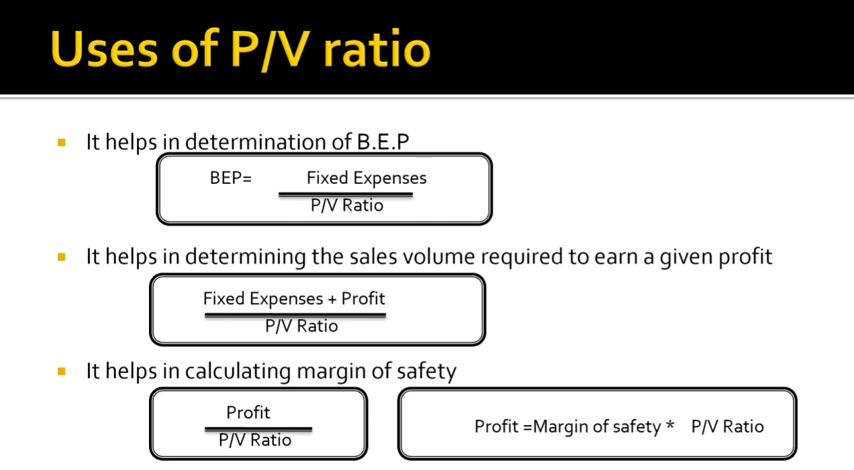 Uses of P/V ratio
It helps in determination of B.E.P
BEP= Fixed Expenses
P/V Ratio
It helps in determining the sales volume required to earn a given profit
Fixed Expenses + Profit
P/V Ratio
It helps in calculating margin of safety
Profit
P/V Ratio
Profit =Margin of safety * P/V Ratio